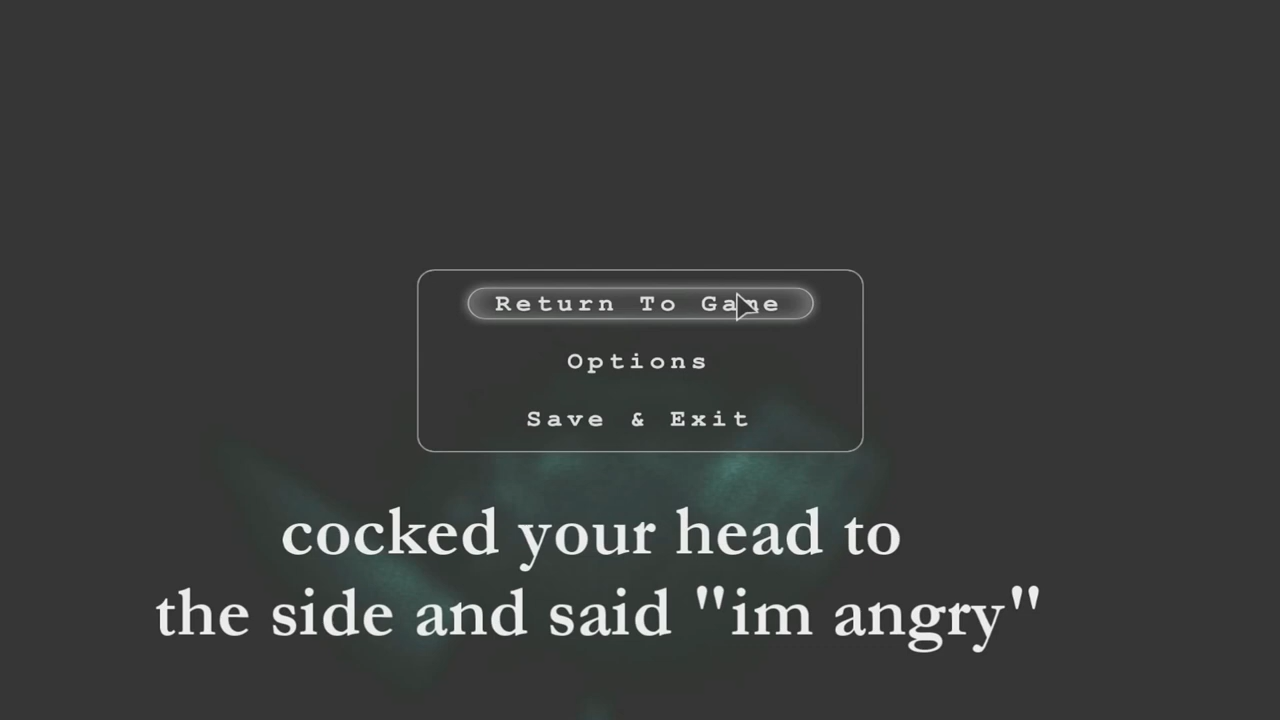 Return To Game
Options
Save & Exit
cocked your head to
the side and said "im angry"